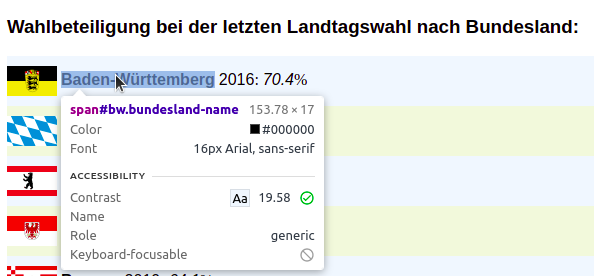 Wahlbeteiligung bei der letzten Landtagswahl nach Bundesland:
Baden-Württemberg 2016: 70.4%
span#bw.bundesland-name 153.78 × 17
Color #000000
Font 16px Arial, sans-serif
ACCESSIBILITY
Contrast Aa 19.58
Name
Role generic
Keyboard-focusable